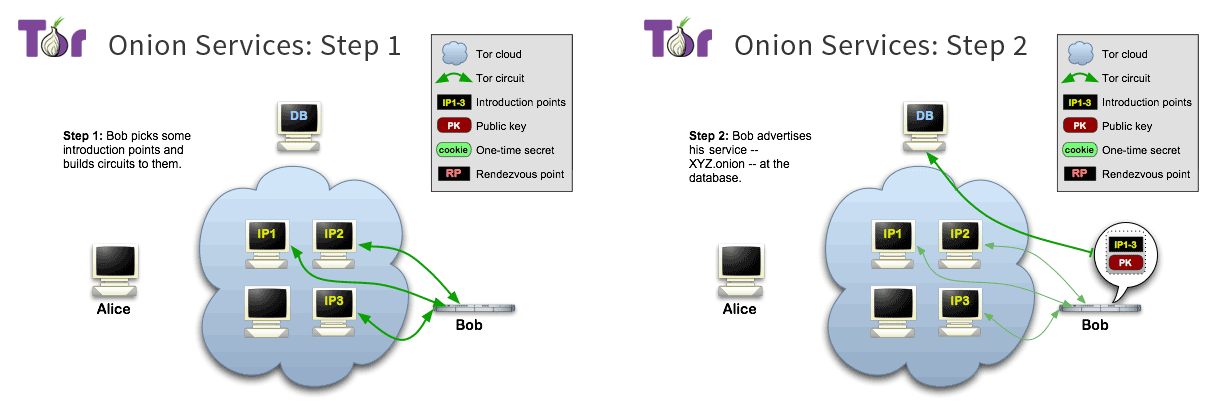 Tor
Onion Services: Step 1
Tor cloud
Tor circuit
IP1-3 Introduction points
PK Public key
cookie One-time secret
RP Rendezvous point
DB
Step 1: Bob picks some
introduction points and
builds circuits to them.
IP1
IP2
IP3
Alice
Bob
Tor
Onion Services: Step 2
Tor cloud
Tor circuit
IP1-3 Introduction points
PK Public key
cookie One-time secret
RP Rendezvous point
DB
Step 2: Bob advertises
his service --
XYZ.onion -- at the
database.
IP1
IP2
IP1-3
PK
IP3
Alice
Bob